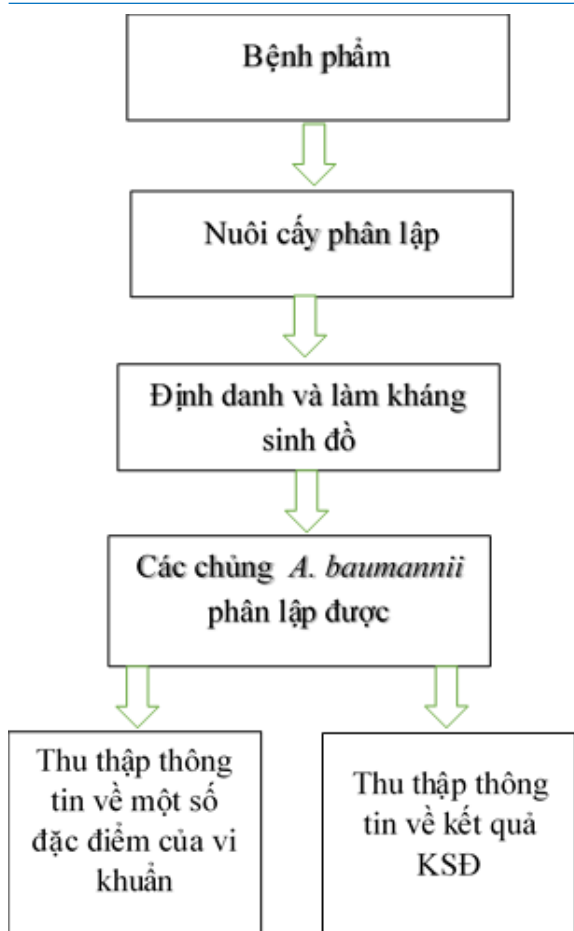 Bệnh phẩm
Nuôi cấy phân lập
Định danh và làm kháng
sinh đồ
Các chủng A. baumannii
phân lập được
Thu thập thông
tin về một số
đặc điểm của vi
khuẩn
Thu thập thông
tin về kết quả
KSĐ